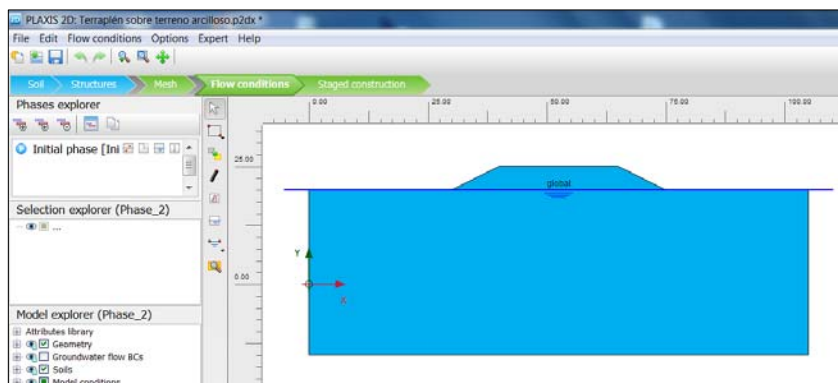 PLAXIS 2D: Terraplén sobre terreno arcilloso.p2dx *
File Edit Flow conditions Options Expert Help
Soil Structures Mesh Flow conditions Staged construction
Phases explorer
Initial phase [Ini
Selection explorer (Phase_2)
...
Model explorer (Phase_2)
Attributes library
Geometry
Groundwater flow BCs
Soils
Model conditions
0.00 25.00 50.00 75.00 100.00
25.00
global
Y
0.00
X